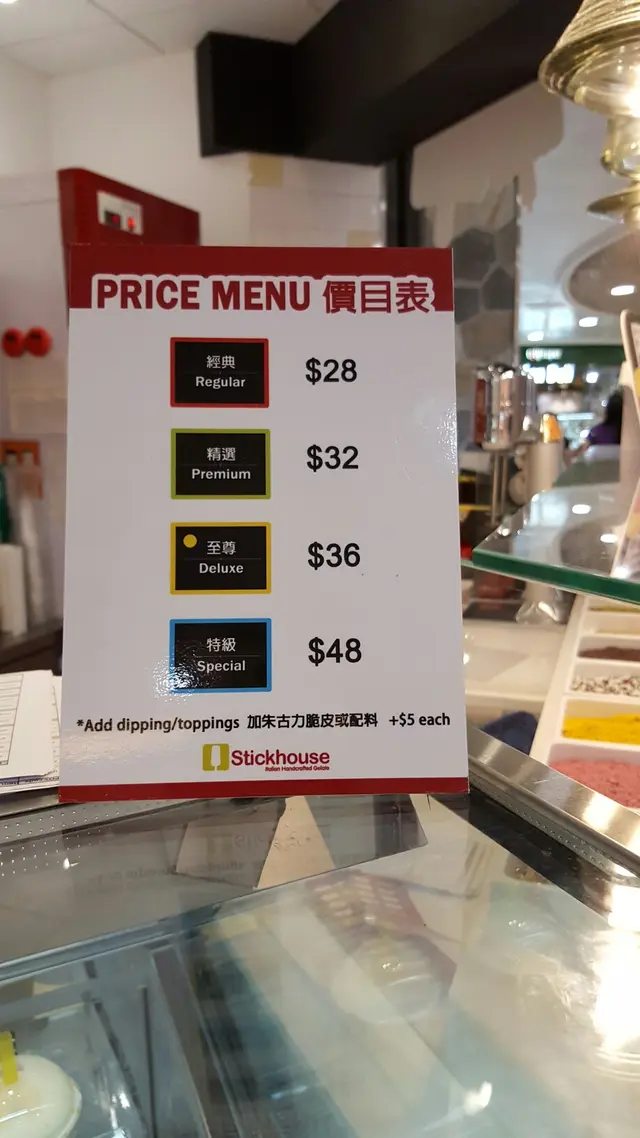 PRICE MENU 價目表
經典
Regular
$28
精選
Premium
$32
至尊
Deluxe
$36
特級
Special
$48
*Add dipping/toppings 加朱古力脆皮或配料 +$5 each
Stickhouse
Italian Handcrafted Gelato